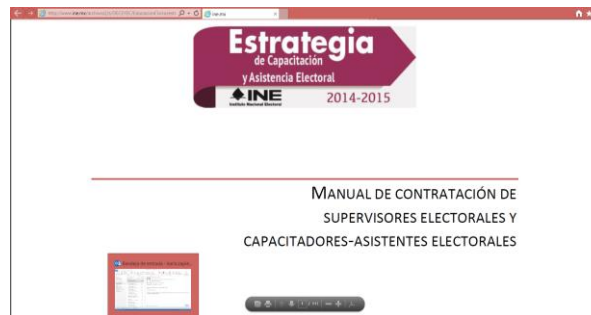 Estrategia
de Capacitación
y Asistencia Electoral
INE
Instituto Nacional Electoral
2014-2015
MANUAL DE CONTRATACIÓN DE
SUPERVISORES ELECTORALES Y
CAPACITADORES-ASISTENTES ELECTORALES